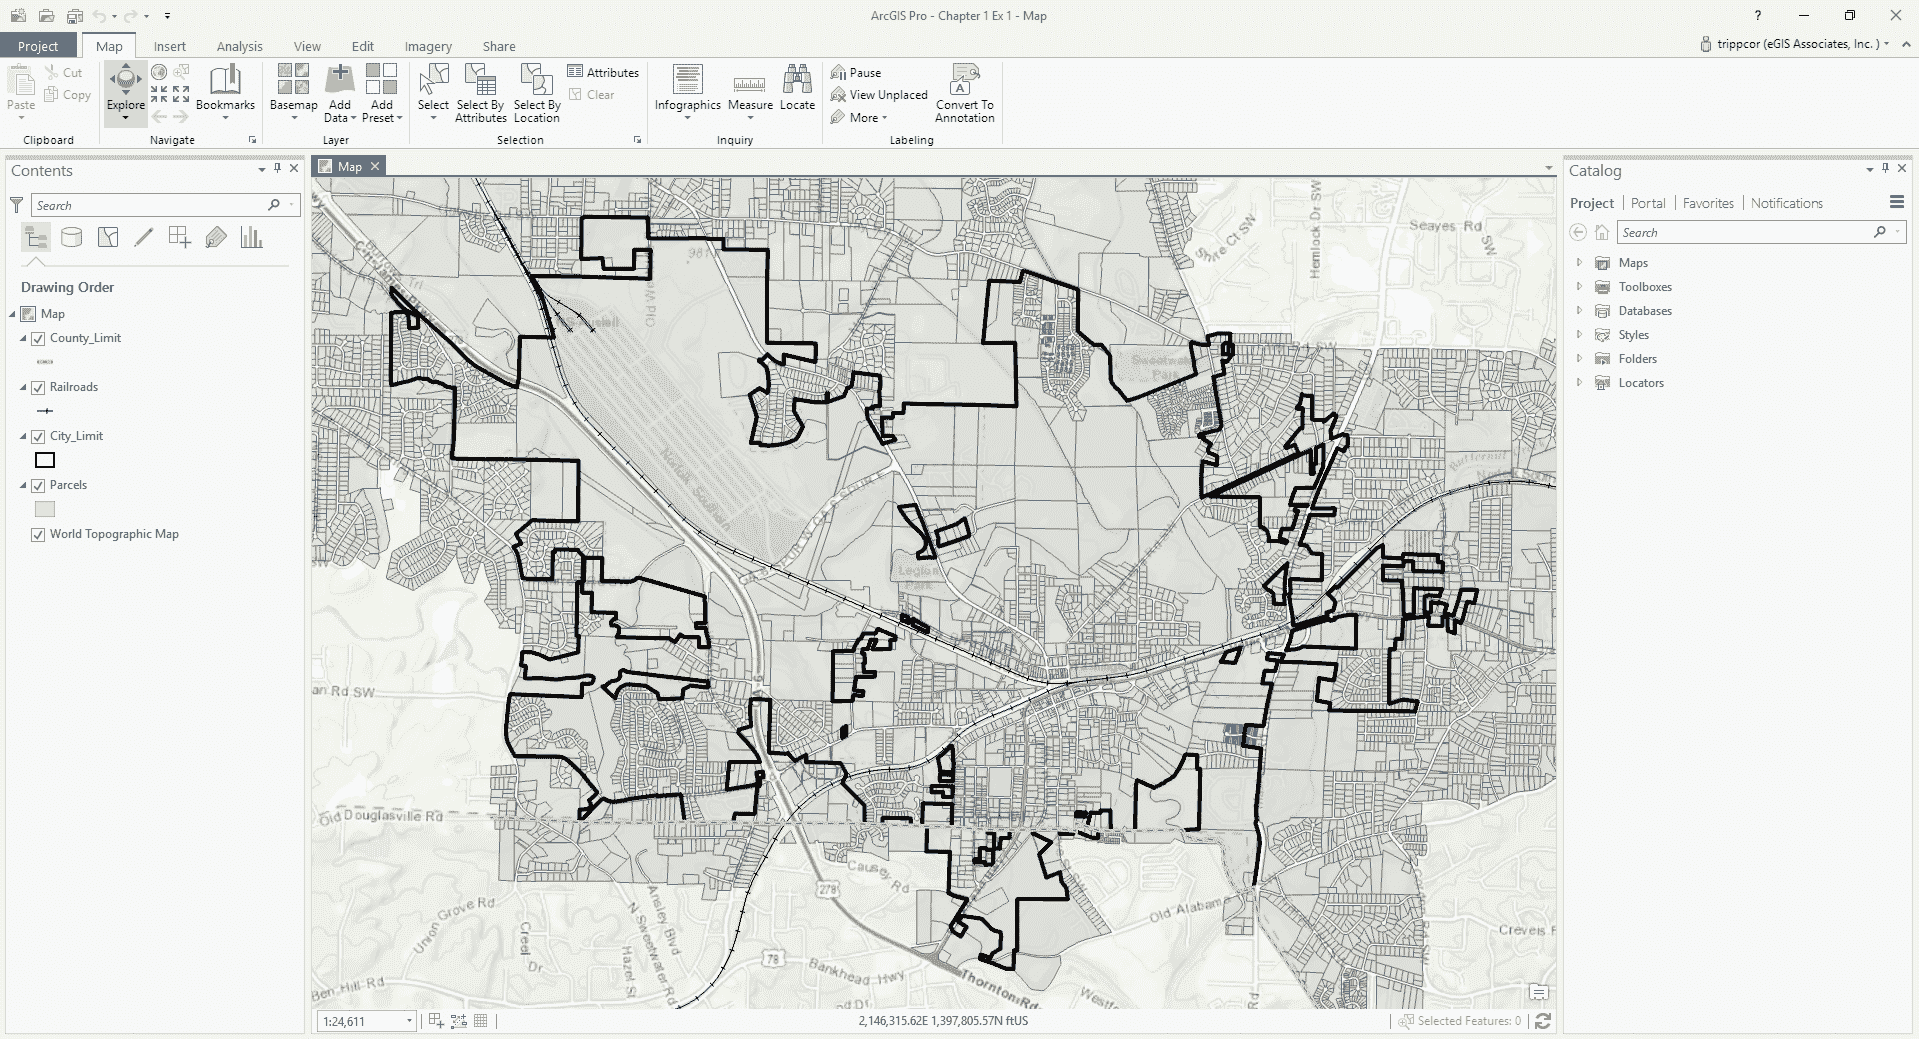 ArcGIS Pro - Chapter 1 Ex 1 - Map
?
Project Map Insert Analysis View Edit Imagery Share
trippcor (eGIS Associates, Inc. )
Paste
Cut
Copy
Clipboard
Explore
Bookmarks
Navigate
Basemap
Add Data
Add Preset
Layer
Select
Select By Attributes
Select By Location
Attributes
Clear
Selection
Infographics
Measure
Locate
Inquiry
Pause
View Unplaced
More
Convert To Annotation
Labeling
Contents
Search
Drawing Order
Map
County_Limit
Railroads
City_Limit
Parcels
World Topographic Map
Map
Shire Ct SW
Hemlock Dr SW
Seayes Rd SW
Norfolk Southern
Legion Park
Old Douglasville Rd
Causey Rd
278
Union Grove Rd
Creel Dr
Ansley Blvd
N Sweetwater Rd
Hazel St
78
Bankhead Hwy
Thornton Rd
Ben Hill Rd
Old Alabama
1:24,611
2,146,315.62E 1,397,805.57N ftUS
Selected Features: 0
Catalog
Project Portal Favorites Notifications
Search
Maps
Toolboxes
Databases
Styles
Folders
Locators